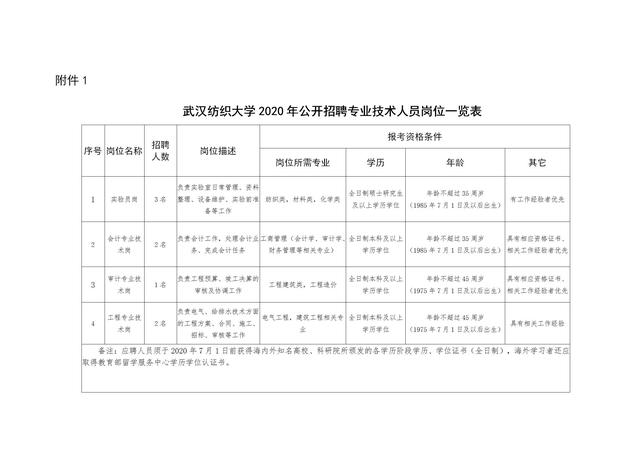 附件 1
武汉纺织大学 2020 年公开招聘专业技术人员岗位一览表
序号 岗位名称 招聘人数 岗位描述 报考资格条件
岗位所需专业 学历 年龄 其它
1 实验员岗 3 名 负责实验室日常管理、资料整理、设备维护、实验前准备等工作 纺织类，材料类，化学类 全日制硕士研究生及以上学历学位 年龄不超过 35 周岁（1985 年 7 月 1 日及以后出生） 有工作经验者优先
2 会计专业技术岗 2 名 负责会计工作，处理会计业务、完成会计任务 工商管理（会计学、审计学、财务管理等相关专业） 全日制本科及以上学历学位 年龄不超过 35 周岁（1985 年 7 月 1 日及以后出生） 具有相应资格证书、相关工作经验者优先
3 审计专业技术岗 1 名 负责工程预算、竣工决算的审核及协调工作 工程建筑类，工程造价 全日制本科及以上学历学位 年龄不超过 45 周岁（1975 年 7 月 1 日及以后出生） 具有相应资格证书、相关工作经验者优先
4 工程专业技术岗 2 名 负责电气、给排水技术方面的工程方案、合同、施工、招标、审核等工作 电气工程，建筑工程相关专业 全日制本科及以上学历学位 年龄不超过 45 周岁（1975 年 7 月 1 日及以后出生） 具有相关工作经验
备注：应聘人员须于 2020 年 7 月 1 日前获得海内外知名高校、科研院所颁发的各学历阶段学历、学位证书（全日制），海外学习者还应
取得教育部留学服务中心学历学位认证书。